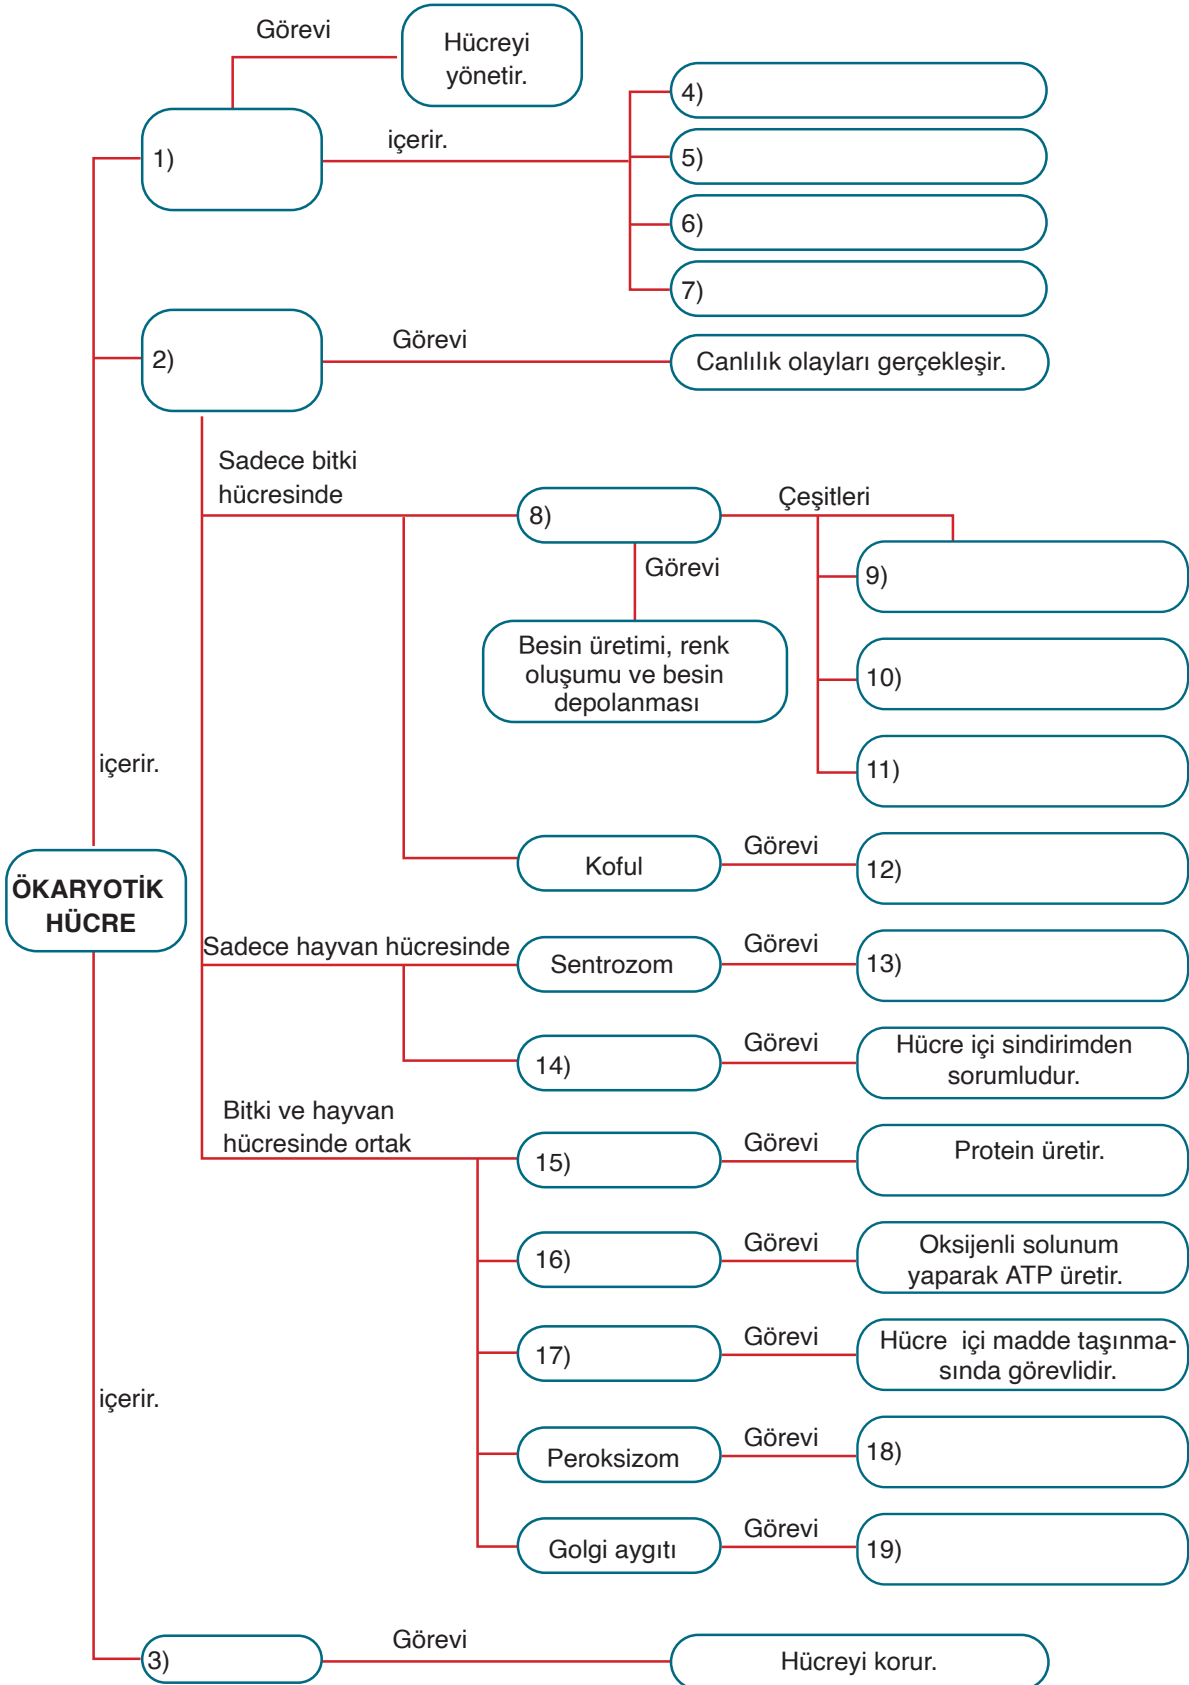 Görevi
Hücreyi
yönetir.
1)
içerir.
4)
5)
6)
7)
2)
Görevi
Canlılık olayları gerçekleşir.
Sadece bitki
hücresinde
8)
Çeşitleri
Görevi
Besin üretimi, renk
oluşumu ve besin
depolanması
9)
10)
11)
içerir.
Koful
Görevi
12)
ÖKARYOTİK
HÜCRE
Sadece hayvan hücresinde
Sentrozom
Görevi
13)
14)
Görevi
Hücre içi sindirimden
sorumludur.
Bitki ve hayvan
hücresinde ortak
15)
Görevi
Protein üretir.
16)
Görevi
Oksijenli solunum
yaparak ATP üretir.
17)
Görevi
Hücre içi madde taşınma-
sında görevlidir.
içerir.
Peroksizom
Görevi
18)
Golgi aygıtı
Görevi
19)
3)
Görevi
Hücreyi korur.